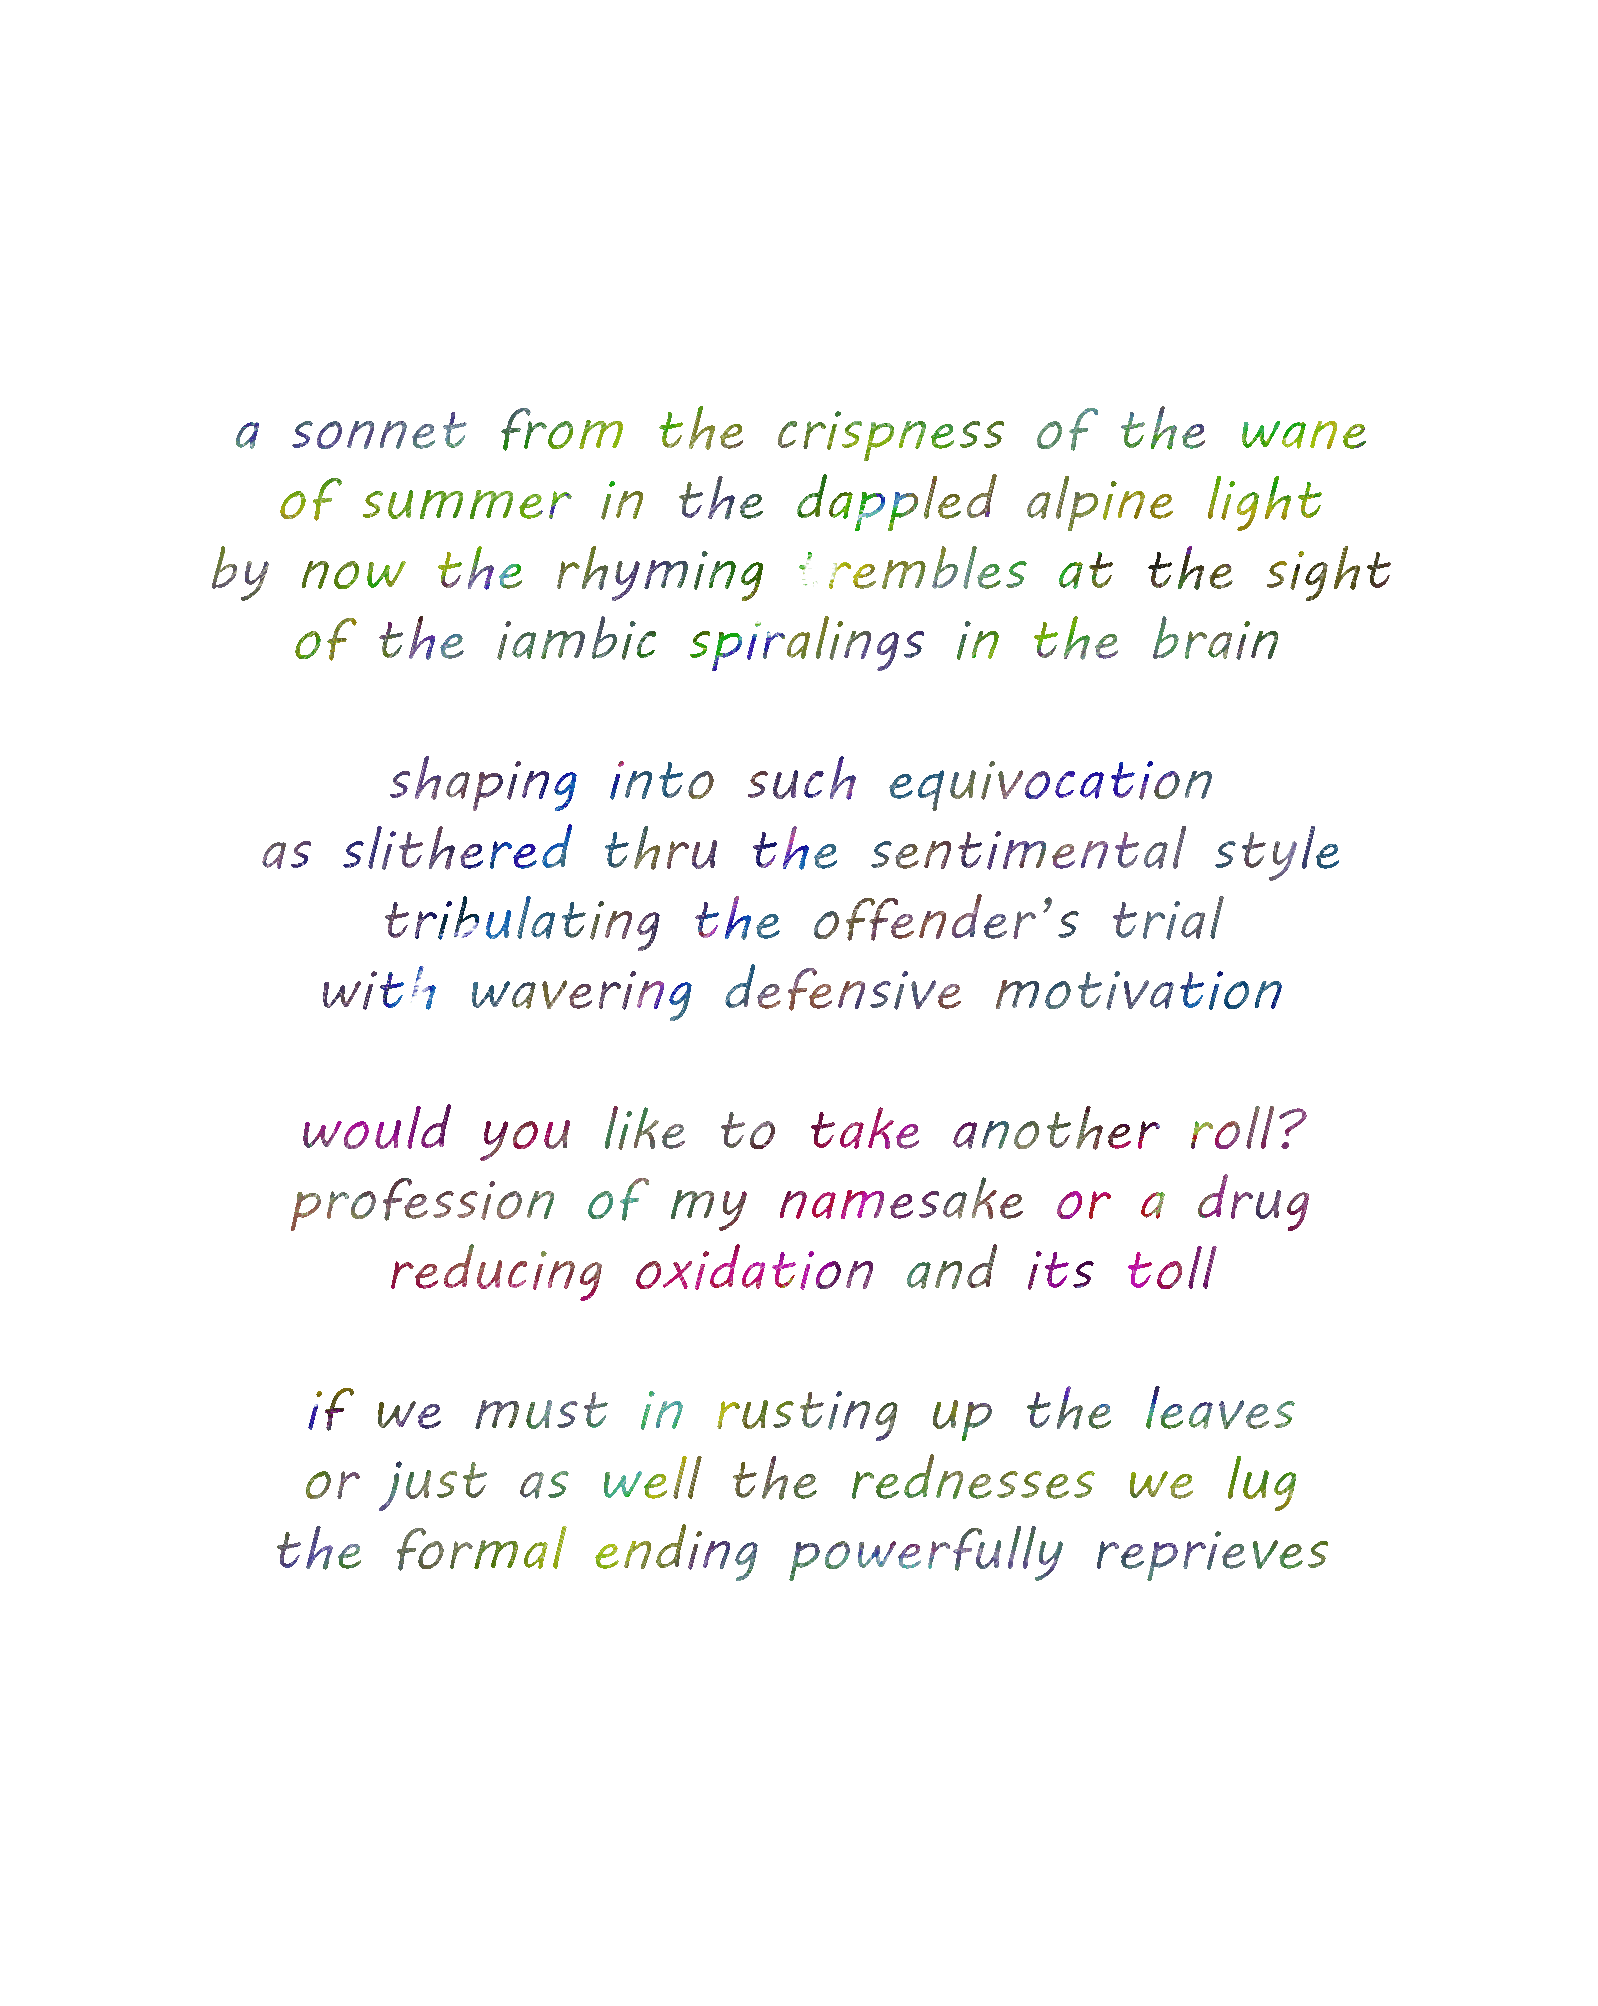 a sonnet from the crispness of the wane
of summer in the dappled alpine light
by now the rhyming trembles at the sight
of the iambic spiralings in the brain
shaping into such equivocation
as slithered thru the sentimental style
tribulating the offender’s trial
with wavering defensive motivation
would you like to take another roll?
profession of my namesake or a drug
reducing oxidation and its toll
if we must in rusting up the leaves
or just as well the rednesses we lug
the formal ending powerfully reprieves